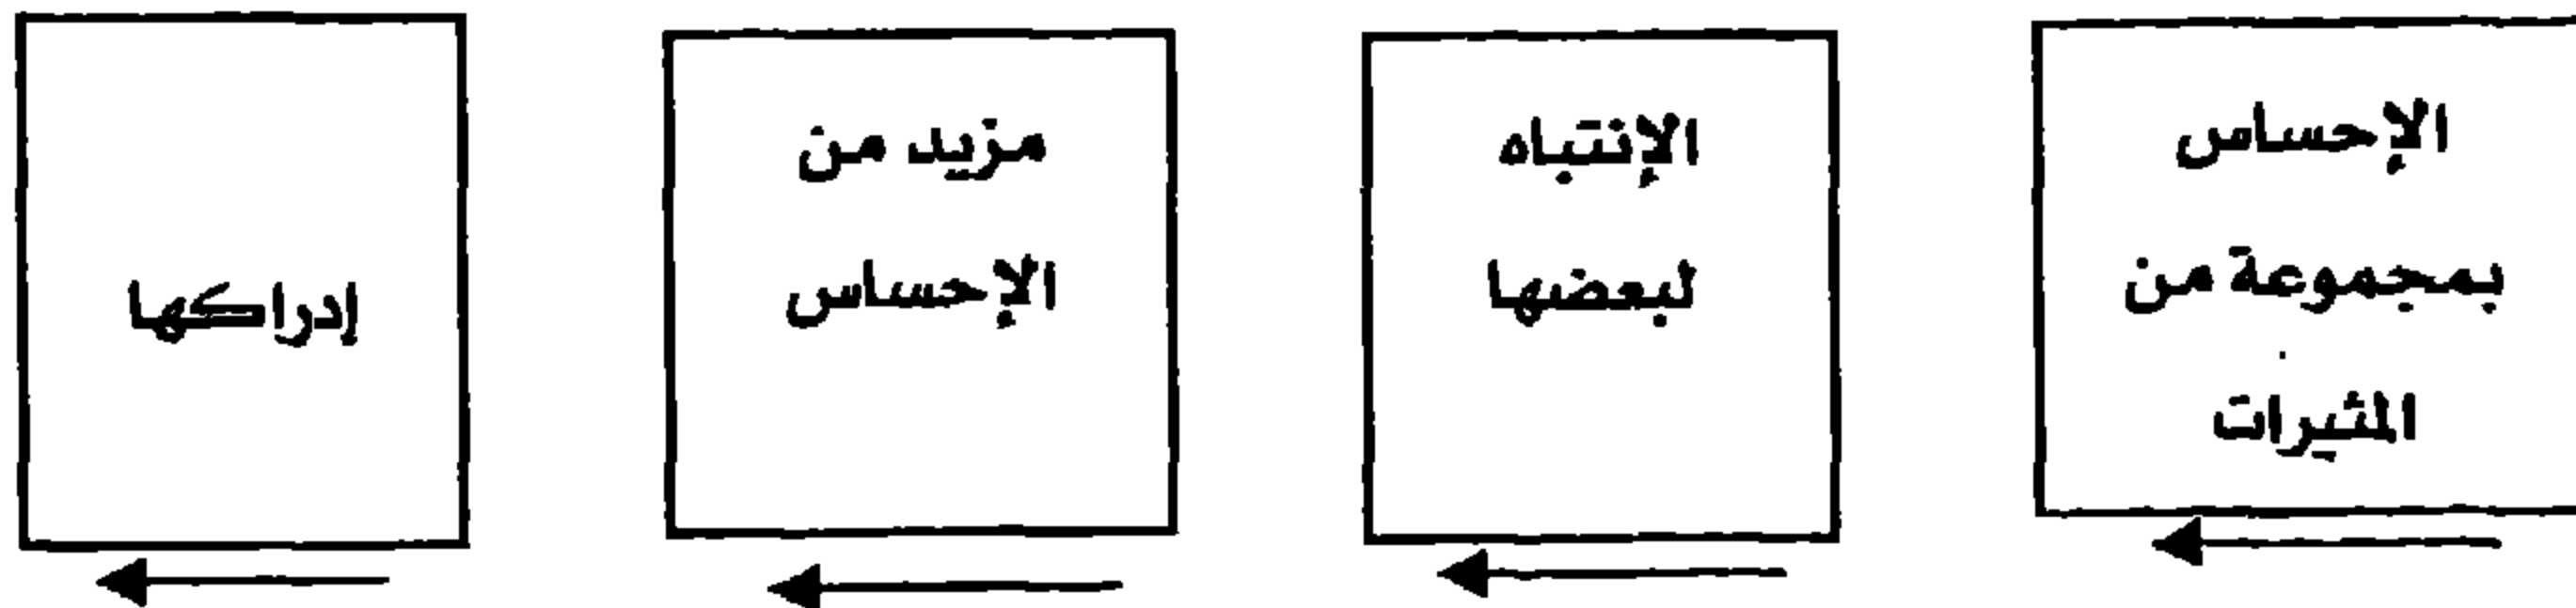 الإحساس
بمجموعة من
المثيرات
الإنتباه
لبعضها
مزيد من
الإحساس
إدراكها